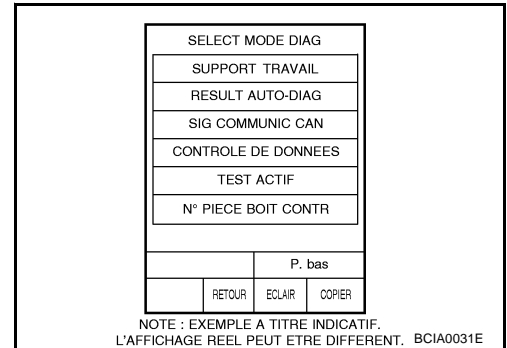 SELECT MODE DIAG
SUPPORT TRAVAIL
RESULT AUTO-DIAG
SIG COMMUNIC CAN
CONTROLE DE DONNEES
TEST ACTIF
N° PIECE BOIT CONTR
P. bas
RETOUR ECLAIR COPIER
NOTE : EXEMPLE A TITRE INDICATIF.
L'AFFICHAGE REEL PEUT ETRE DIFFERENT. BCIA0031E